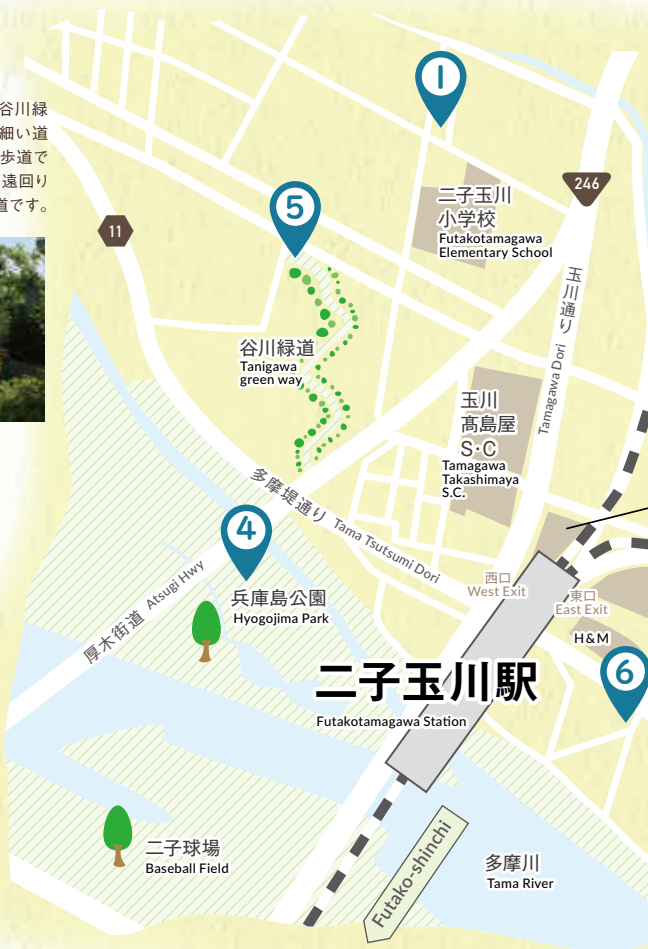 谷川緑
細い道
歩道で
遠回り
道です。
1
246
二子玉川
小学校
Futakotamagawa
Elementary School
5
11
玉川通り Tamagawa Dori
谷川緑道
Tanigawa
green way
玉川
髙島屋
S・C
Tamagawa
Takashimaya
S.C.
多摩堤通り Tama Tsutsumi Dori
4
西口
West Exit
東口
East Exit
兵庫島公園
Hyogojima Park
厚木街道 Atsugi Hwy
H&M
6
二子玉川駅
Futakotamagawa Station
二子球場
Baseball Field
Futako-shinchi
多摩川
Tama River